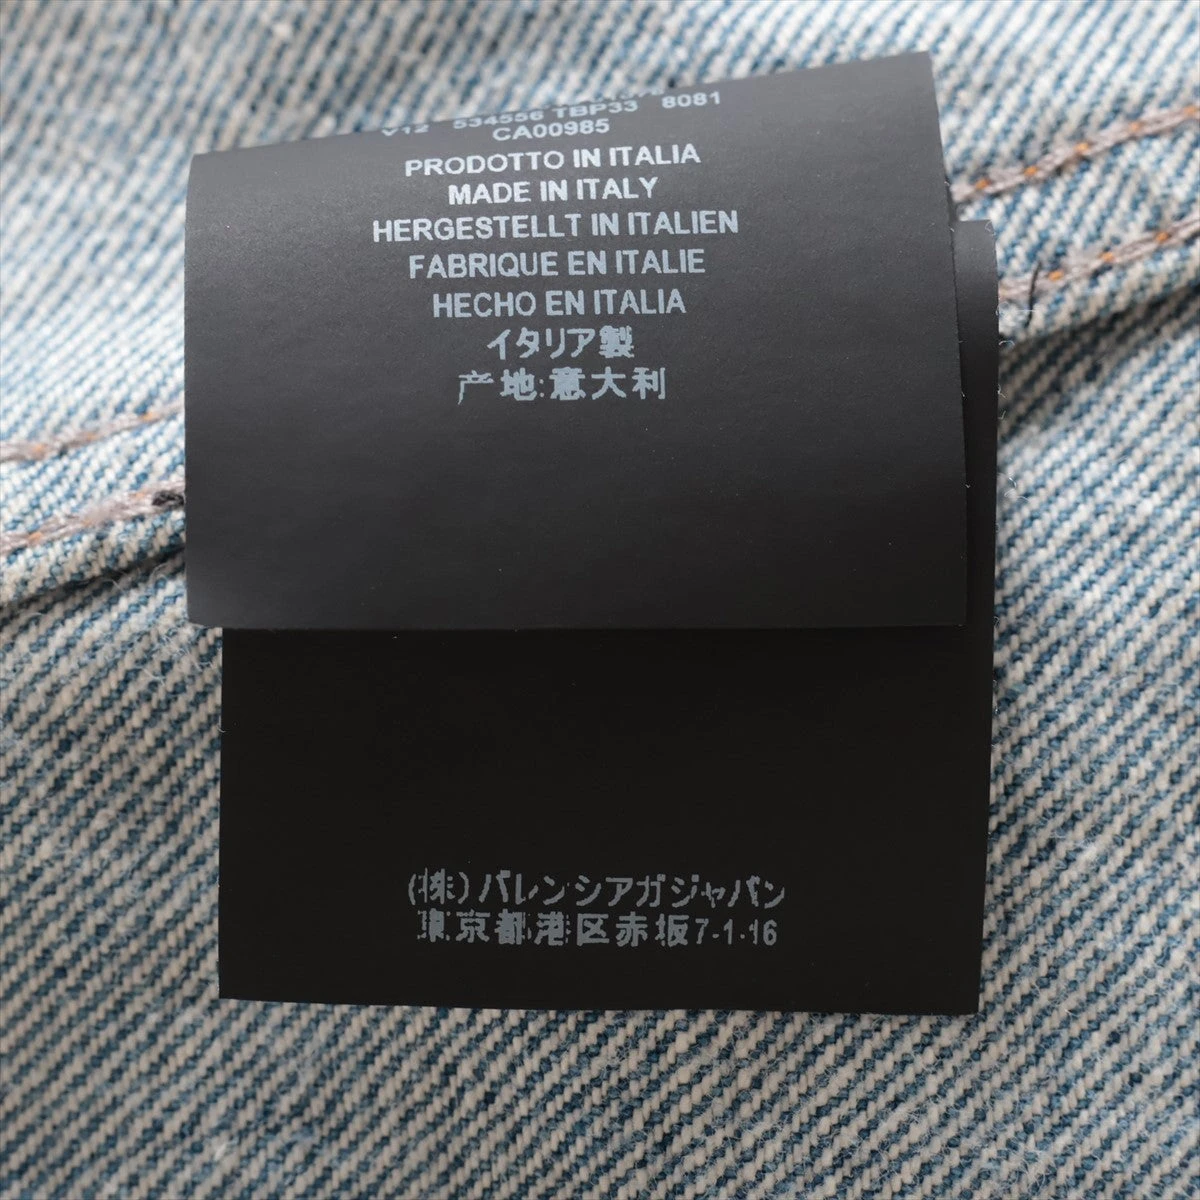 V12 534556 TBP33 8081
CA00985
PRODOTTO IN ITALIA
MADE IN ITALY
HERGESTELLT IN ITALIEN
FABRIQUE EN ITALIE
HECHO EN ITALIA
イタリア製
产地:意大利
(株)バレンシアガジャパン
東京都港区赤坂7-1-16